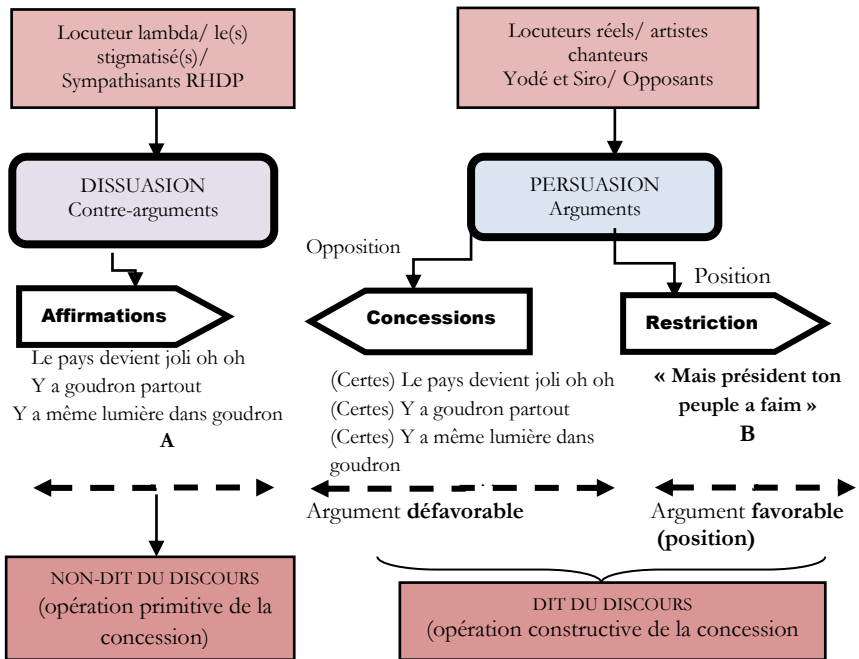 Locuteur lambda/ le(s)
stigmatisé(s)/
Sympathisants RHDP
Locuteurs réels/ artistes
chanteurs
Yodé et Siro/ Opposants
DISSUASION
Contre-arguments
PERSUASION
Arguments
Opposition
Position
Affirmations
Concessions
Restriction
Le pays devient joli oh oh
Y a goudron partout
Y a même lumière dans goudron
A
(Certes) Le pays devient joli oh oh
(Certes) Y a goudron partout
(Certes) Y a même lumière dans
goudron
« Mais président ton
peuple a faim »
B
Argument défavorable
Argument favorable
(position)
NON-DIT DU DISCOURS
(opération primitive de la
concession)
DIT DU DISCOURS
(opération constructive de la concession